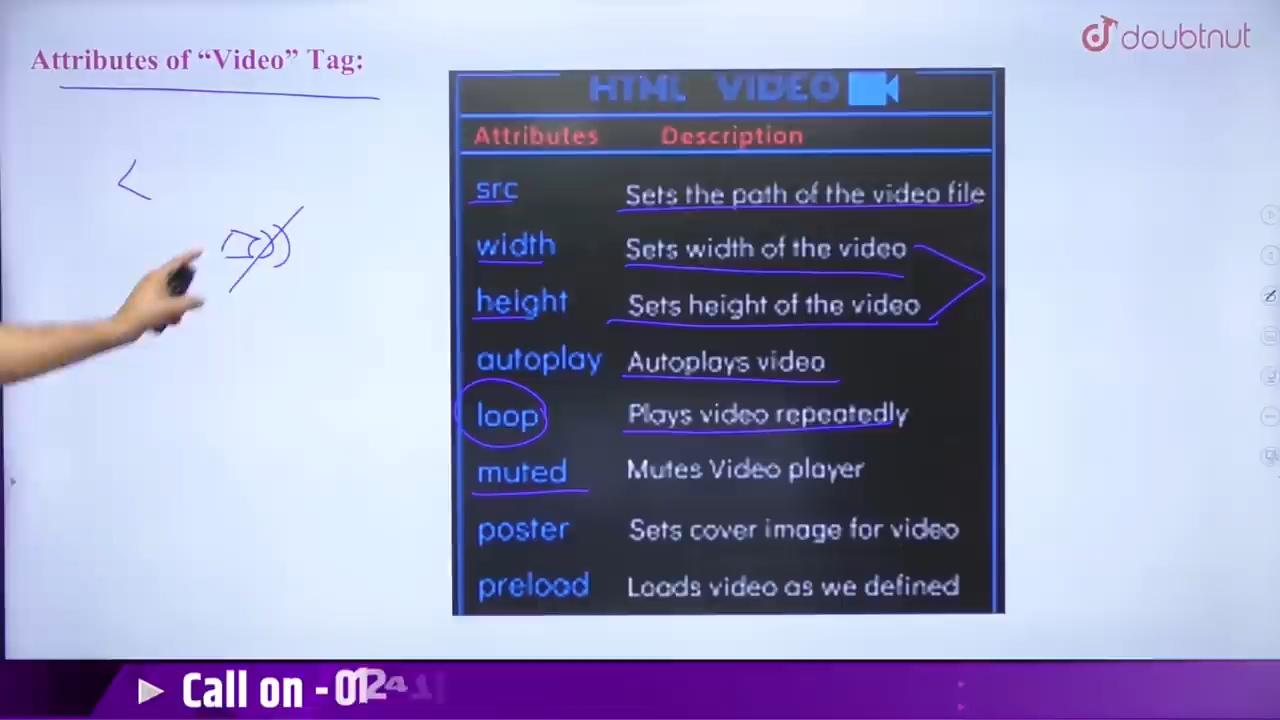 Attributes of “Video” Tag:
doubtnut
HTML VIDEO
Attributes Description
src Sets the path of the video file
width Sets width of the video
height Sets height of the video
autoplay Autoplays video
loop Plays video repeatedly
muted Mutes Video player
poster Sets cover image for video
preload Loads video as we defined
Call on - 0124